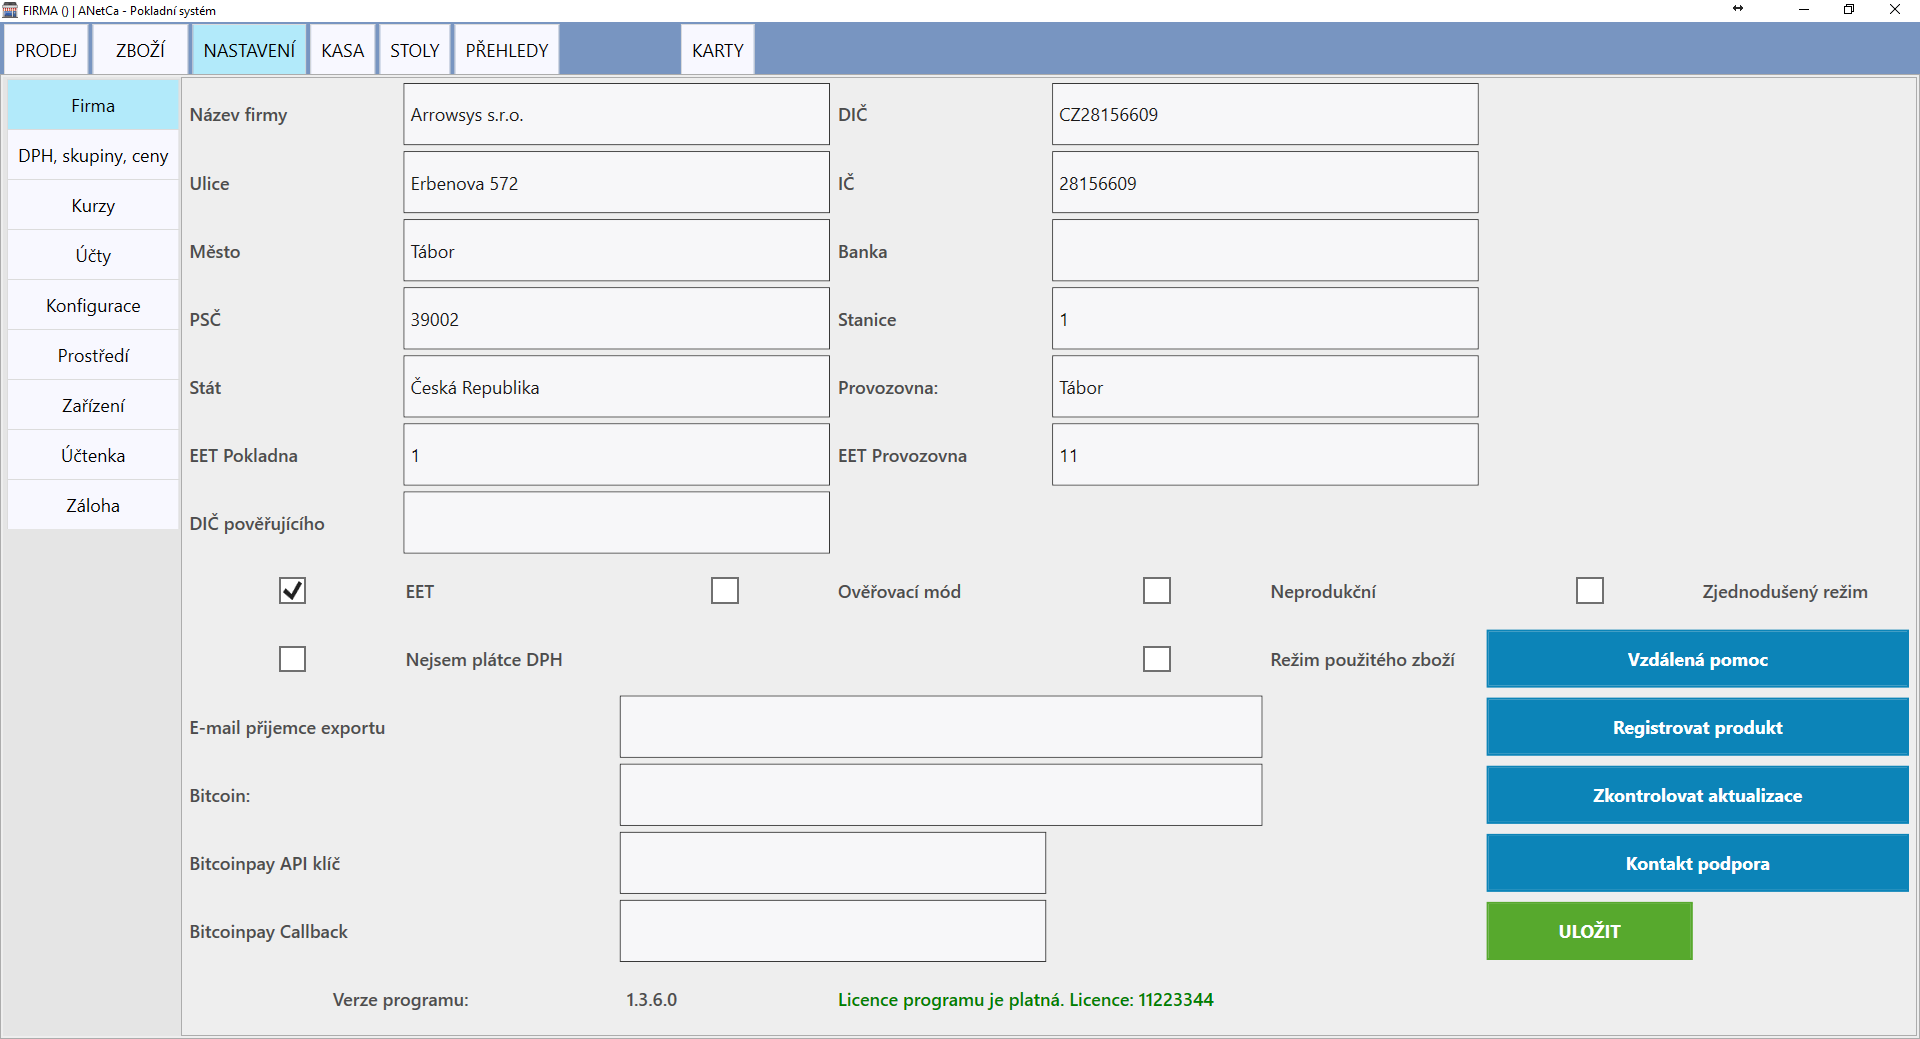 FIRMA () | ANetCa - Pokladní systém
PRODEJ ZBOŽÍ NASTAVENÍ KASA STOLY PŘEHLEDY KARTY
Firma
DPH, skupiny, ceny
Kurzy
Účty
Konfigurace
Prostředí
Zařízení
Účtenka
Záloha
Název firmy Arrowsys s.r.o. DIČ CZ28156609
Ulice Erbenova 572 IČ 28156609
Město Tábor Banka
PSČ 39002 Stanice 1
Stát Česká Republika Provozovna: Tábor
EET Pokladna 1 EET Provozovna 11
DIČ pověřujícího
EET Ověřovací mód Neprodukční Zjednodušený režim
Nejsem plátce DPH Režim použitého zboží Vzdálená pomoc
E-mail přijemce exportu Registrovat produkt
Bitcoin: Zkontrolovat aktualizace
Bitcoinpay API klíč Kontakt podpora
Bitcoinpay Callback ULOŽIT
Verze programu: 1.3.6.0 Licence programu je platná. Licence: 11223344